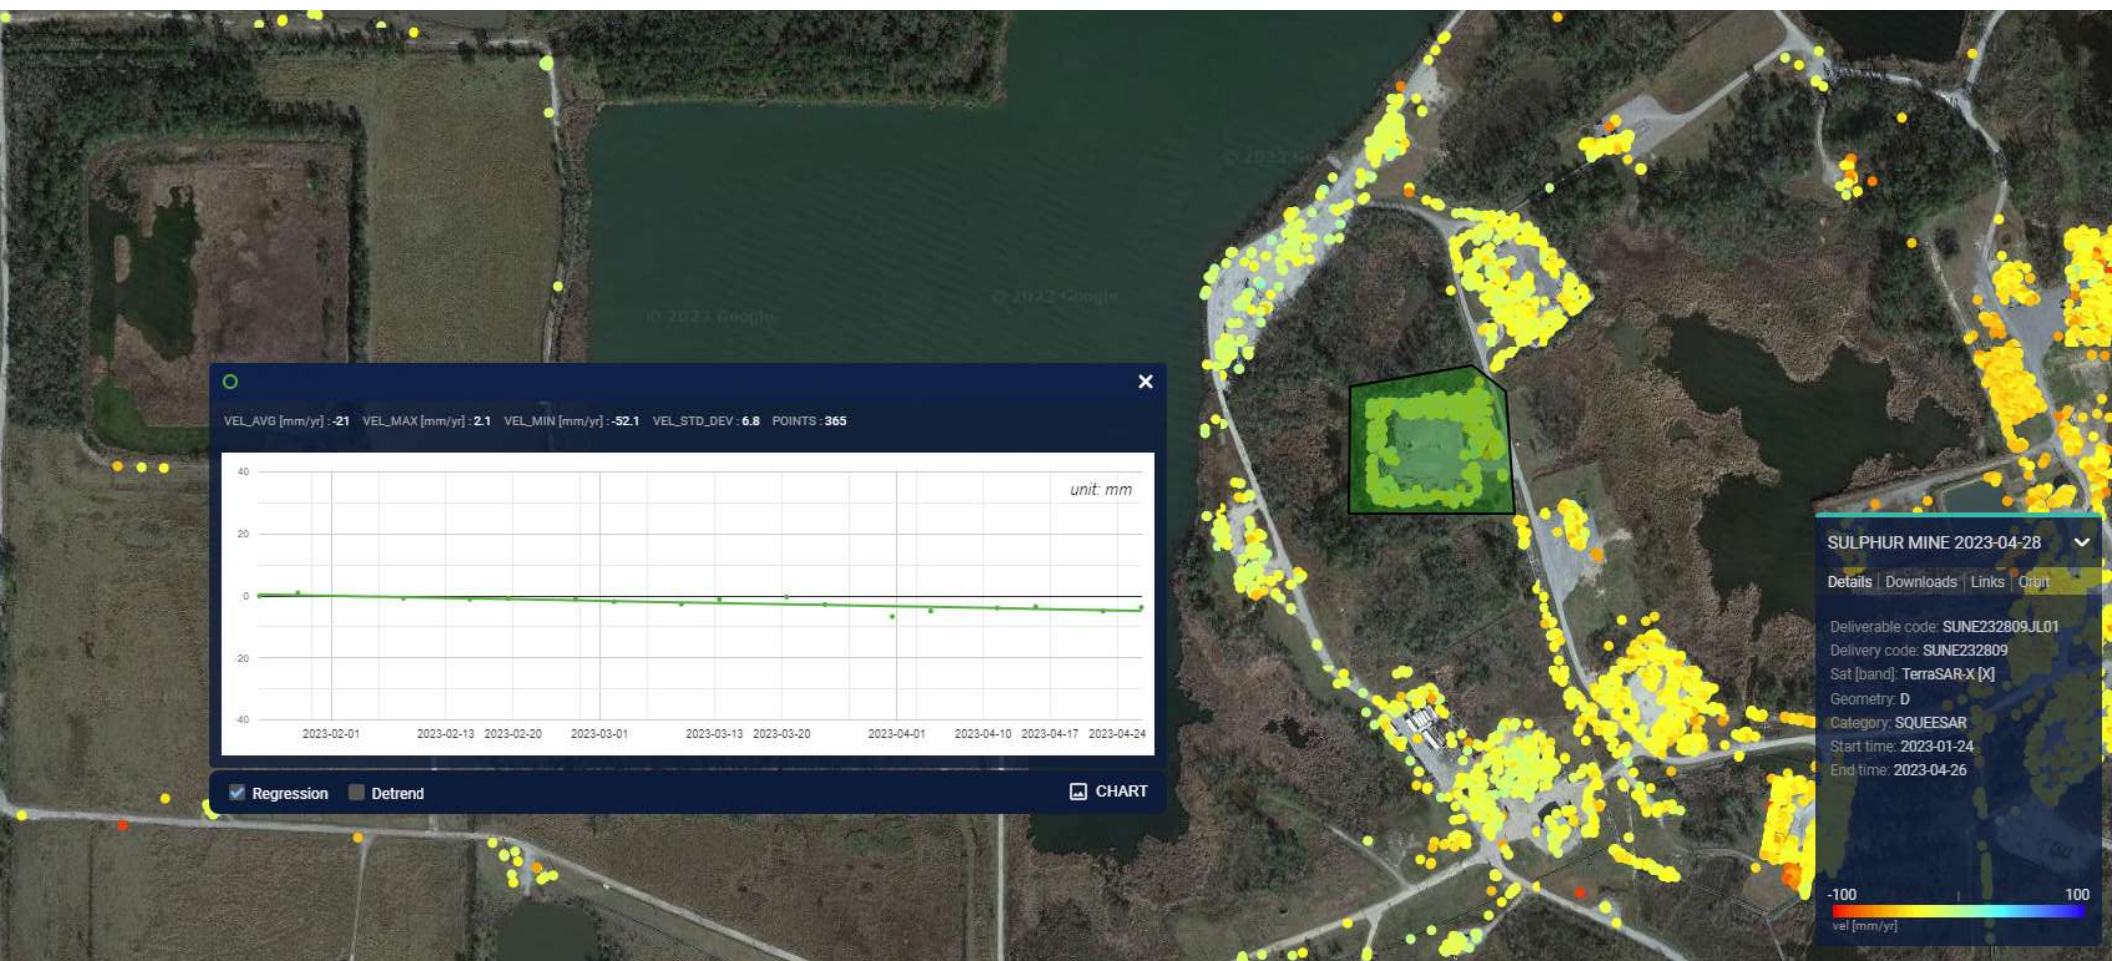 © 2023 Google
© 2023 Google
VEL_AVG [mm/yr] : -21 VEL_MAX [mm/yr] : 2.1 VEL_MIN [mm/yr] : -52.1 VEL_STD_DEV : 6.8 POINTS : 365
unit: mm
40
20
0
-20
-40
2023-02-01 2023-02-13 2023-02-20 2023-03-01 2023-03-13 2023-03-20 2023-04-01 2023-04-10 2023-04-17 2023-04-24
Regression Detrend CHART
SULPHUR MINE 2023-04-28
Details | Downloads | Links | Orbit
Deliverable code: SUNE232809JL01
Delivery code: SUNE232809
Sat [band]: TerraSAR-X [X]
Geometry: D
Category: SQUEESAR
Start time: 2023-01-24
End time: 2023-04-26
-100 100
vel [mm/yr]